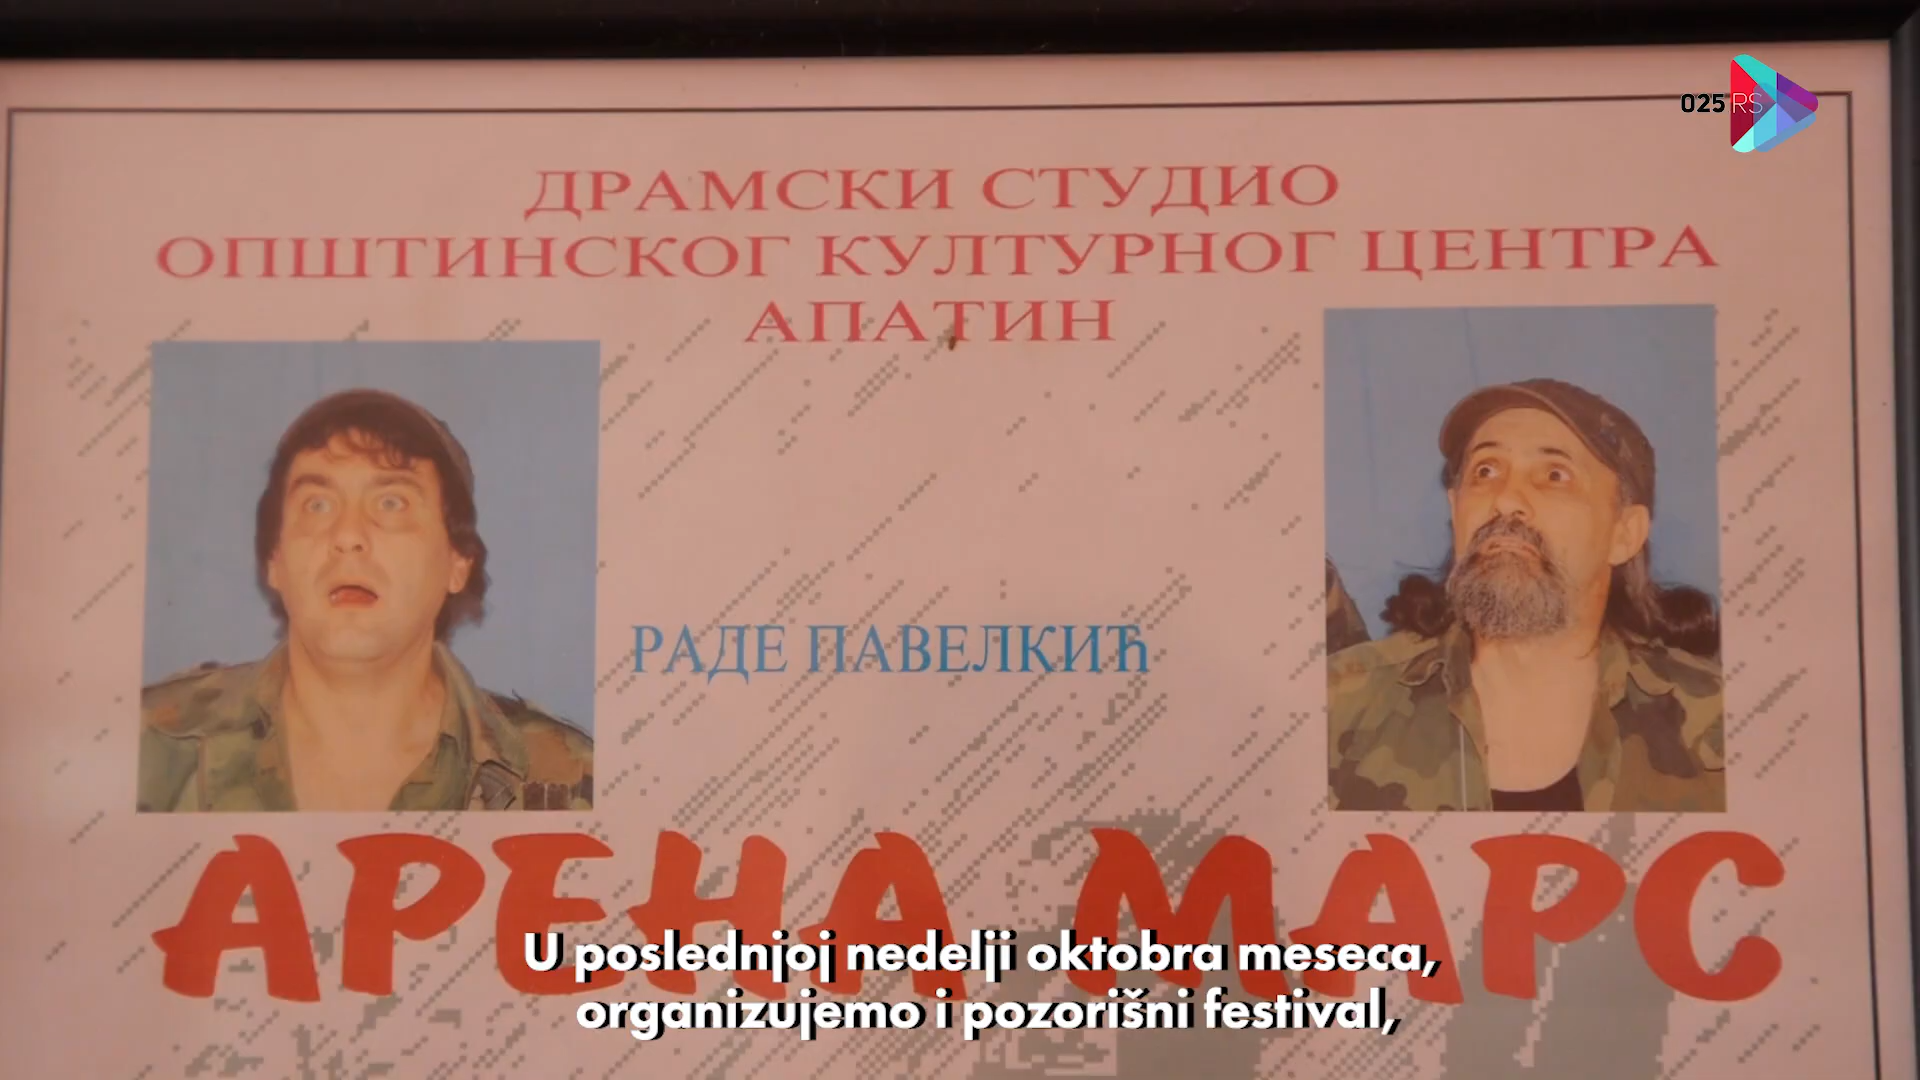 025 RS
ДРАМСКИ СТУДИО
ОПШТИНСКОГ КУЛТУРНОГ ЦЕНТРА
АПАТИН
РАДЕ ПАВЕЛКИЋ
АРЕНА МАРС
U poslednjoj nedelji oktobra meseca,
organizujemo i pozorišni festival,